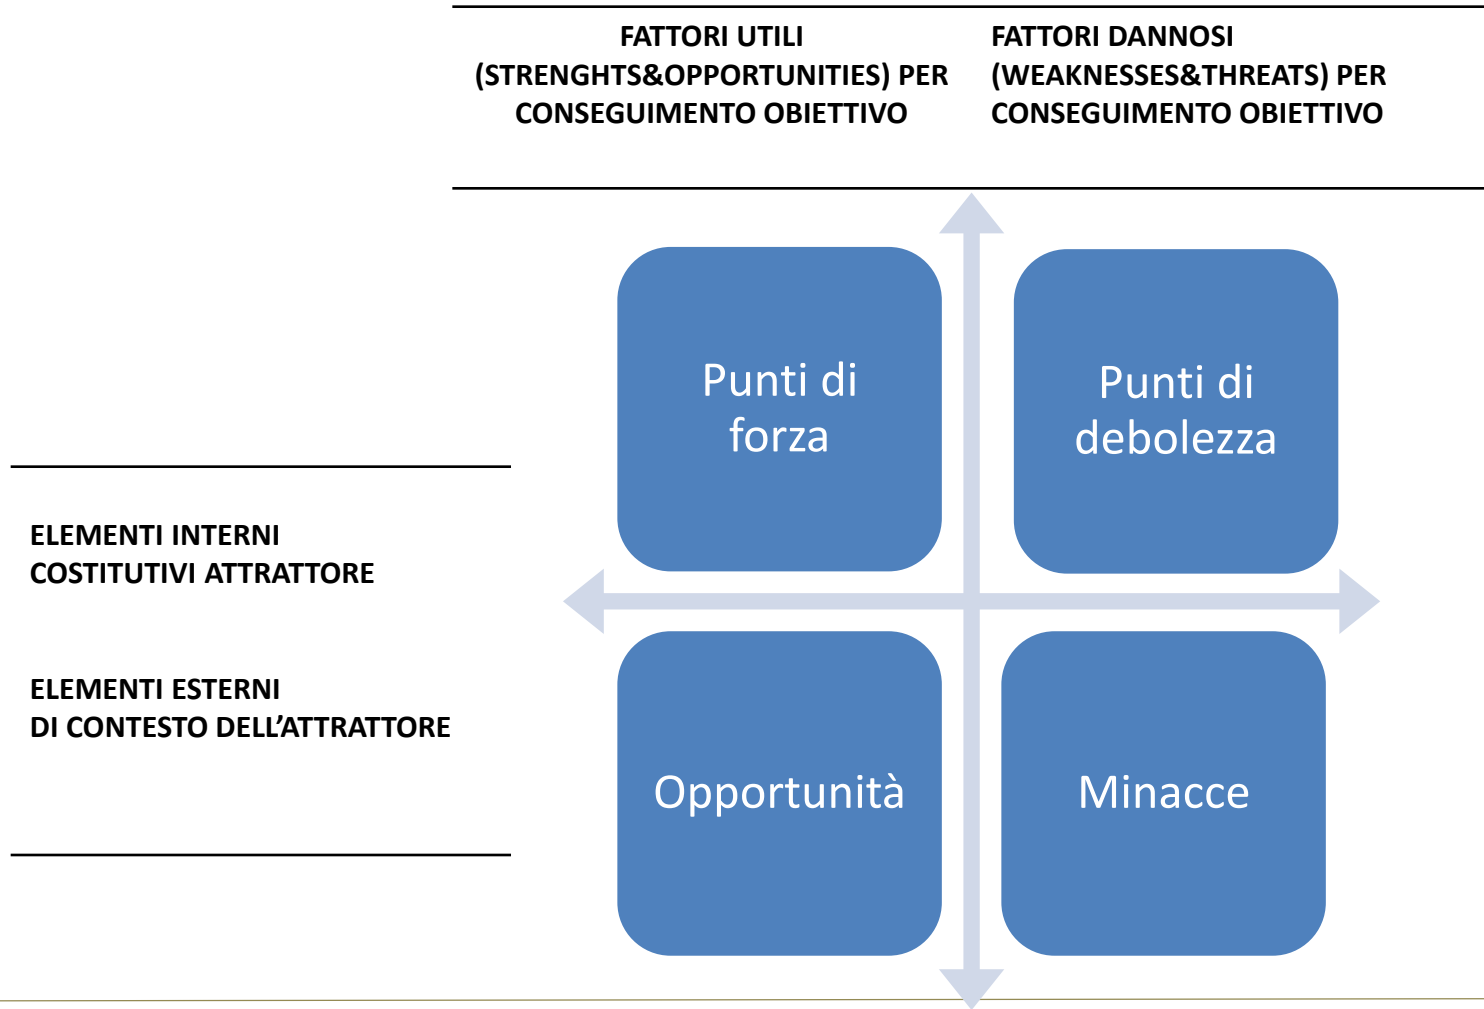 FATTORI UTILI
(STRENGHTS&OPPORTUNITIES) PER
CONSEGUIMENTO OBIETTIVO
FATTORI DANNOSI
(WEAKNESSES&THREATS) PER
CONSEGUIMENTO OBIETTIVO
Punti di
forza
Punti di
debolezza
ELEMENTI INTERNI
COSTITUTIVI ATTRATTORE
ELEMENTI ESTERNI
DI CONTESTO DELL’ATTRATTORE
Opportunità
Minacce